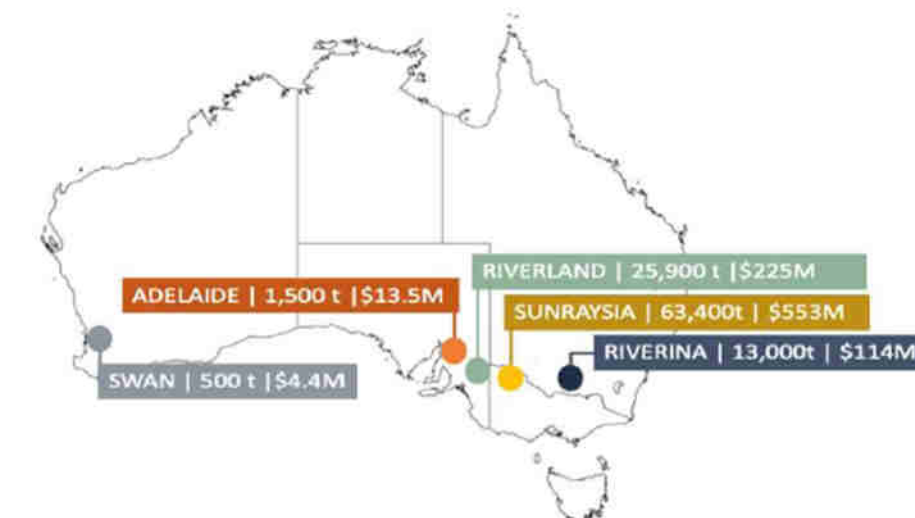 RIVERLAND | 25,900 t |$225M
ADELAIDE | 1,500 t |$13.5M
SUNRAYSIA | 63,400t | $553M
RIVERINA | 13,000t | $114M
SWAN | 500 t |$4.4M